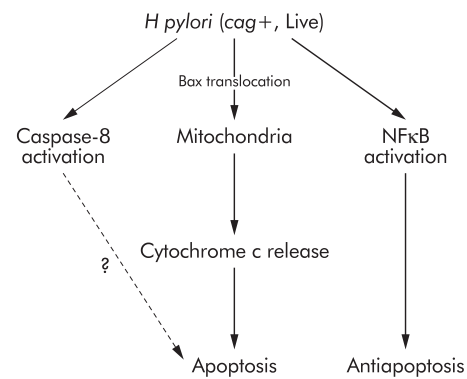 H pylori (cag+, Live)
Bax translocation
Caspase-8
activation
Mitochondria
NFκB
activation
?
Cytochrome c release
Apoptosis
Antiapoptosis